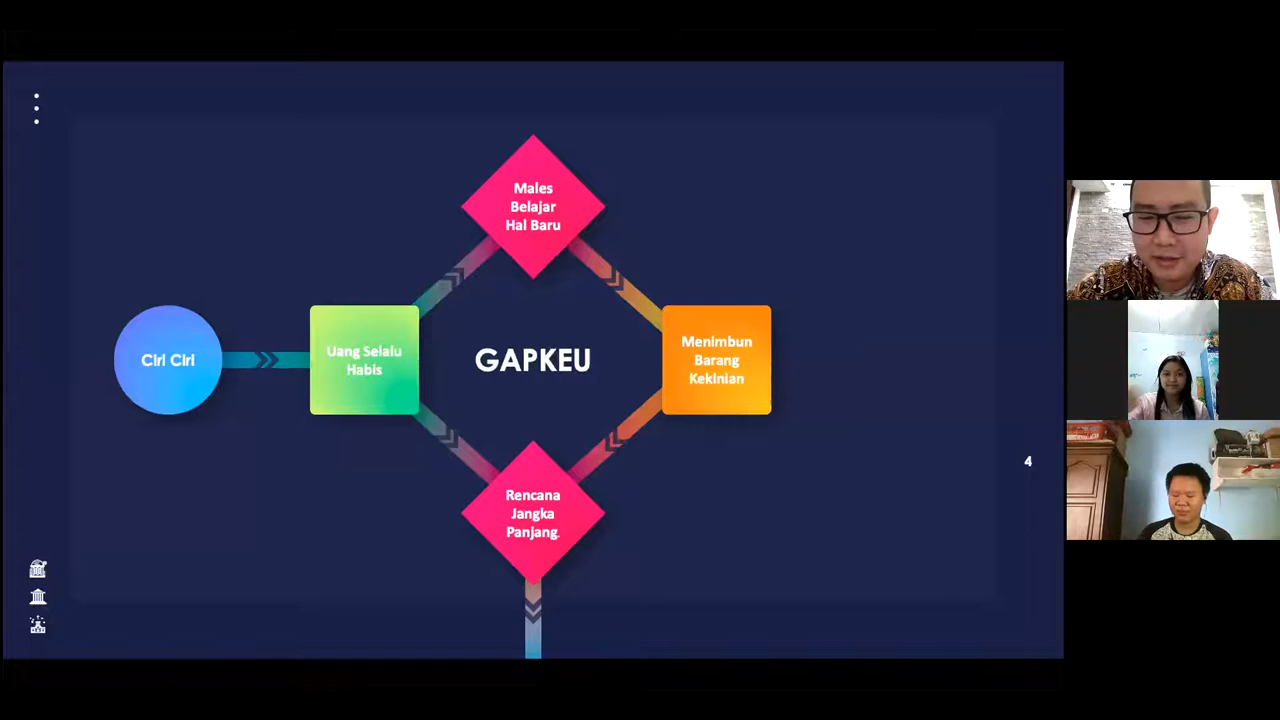 Males
Belajar
Hal Baru
Ciri Ciri
Uang Selalu
Habis
GAPKEU
Menimbun
Barang
Kekinian
Rencana
Jangka
Panjang
4